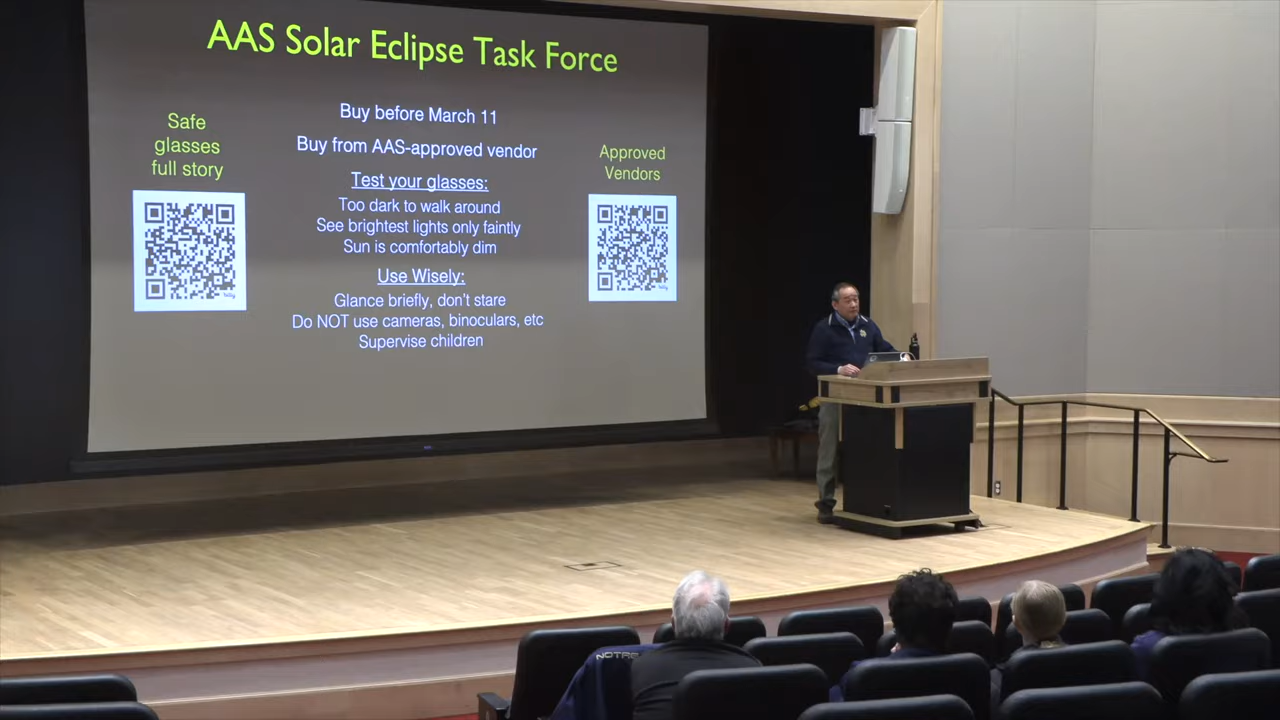 AAS Solar Eclipse Task Force
Safe
glasses
full story
Buy before March 11
Buy from AAS-approved vendor
Test your glasses:
Too dark to walk around
See brightest lights only faintly
Sun is comfortably dim
Use Wisely:
Glance briefly, don't stare
Do NOT use cameras, binoculars, etc
Supervise children
Approved
Vendors
NOTRE